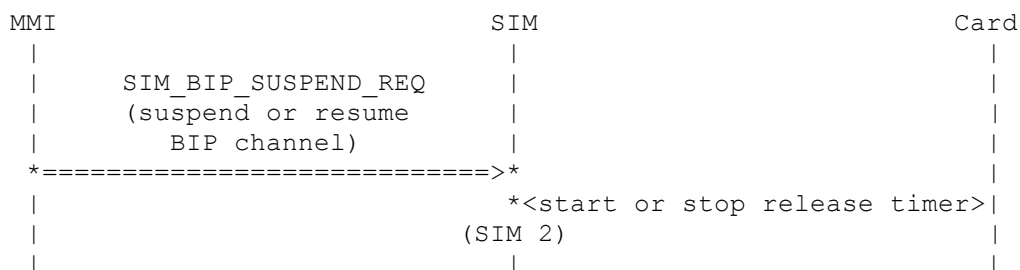 MMI SIM Card
SIM_BIP_SUSPEND_REQ
(suspend or resume
BIP channel)
*============================>*
*<start or stop release timer>
(SIM 2)